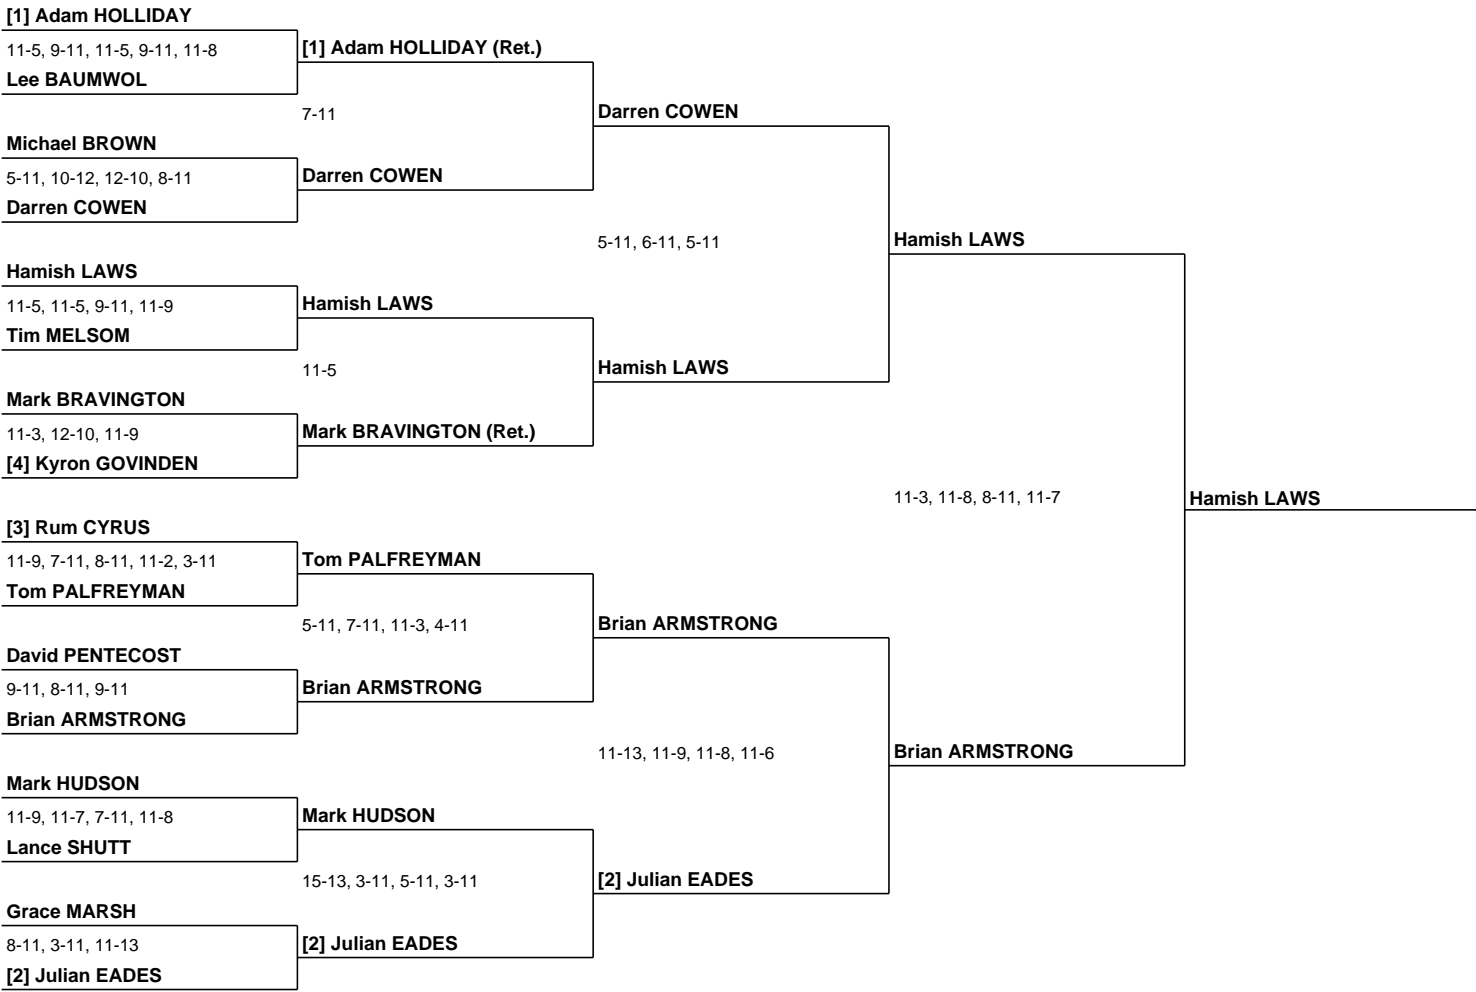 [1] Adam HOLLIDAY
11-5, 9-11, 11-5, 9-11, 11-8
Lee BAUMWOL
Michael BROWN
5-11, 10-12, 12-10, 8-11
Darren COWEN
Hamish LAWS
11-5, 11-5, 9-11, 11-9
Tim MELSOM
Mark BRAVINGTON
11-3, 12-10, 11-9
[4] Kyron GOVINDEN
[3] Rum CYRUS
11-9, 7-11, 8-11, 11-2, 3-11
Tom PALFREYMAN
David PENTECOST
9-11, 8-11, 9-11
Brian ARMSTRONG
Mark HUDSON
11-9, 11-7, 7-11, 11-8
Lance SHUTT
Grace MARSH
8-11, 3-11, 11-13
[2] Julian EADES
[1] Adam HOLLIDAY (Ret.)
7-11
Darren COWEN
Hamish LAWS
11-5
Mark BRAVINGTON (Ret.)
Tom PALFREYMAN
5-11, 7-11, 11-3, 4-11
Brian ARMSTRONG
Mark HUDSON
15-13, 3-11, 5-11, 3-11
[2] Julian EADES
Darren COWEN
5-11, 6-11, 5-11
Hamish LAWS
Brian ARMSTRONG
11-13, 11-9, 11-8, 11-6
[2] Julian EADES
Hamish LAWS
11-3, 11-8, 8-11, 11-7
Brian ARMSTRONG
Hamish LAWS